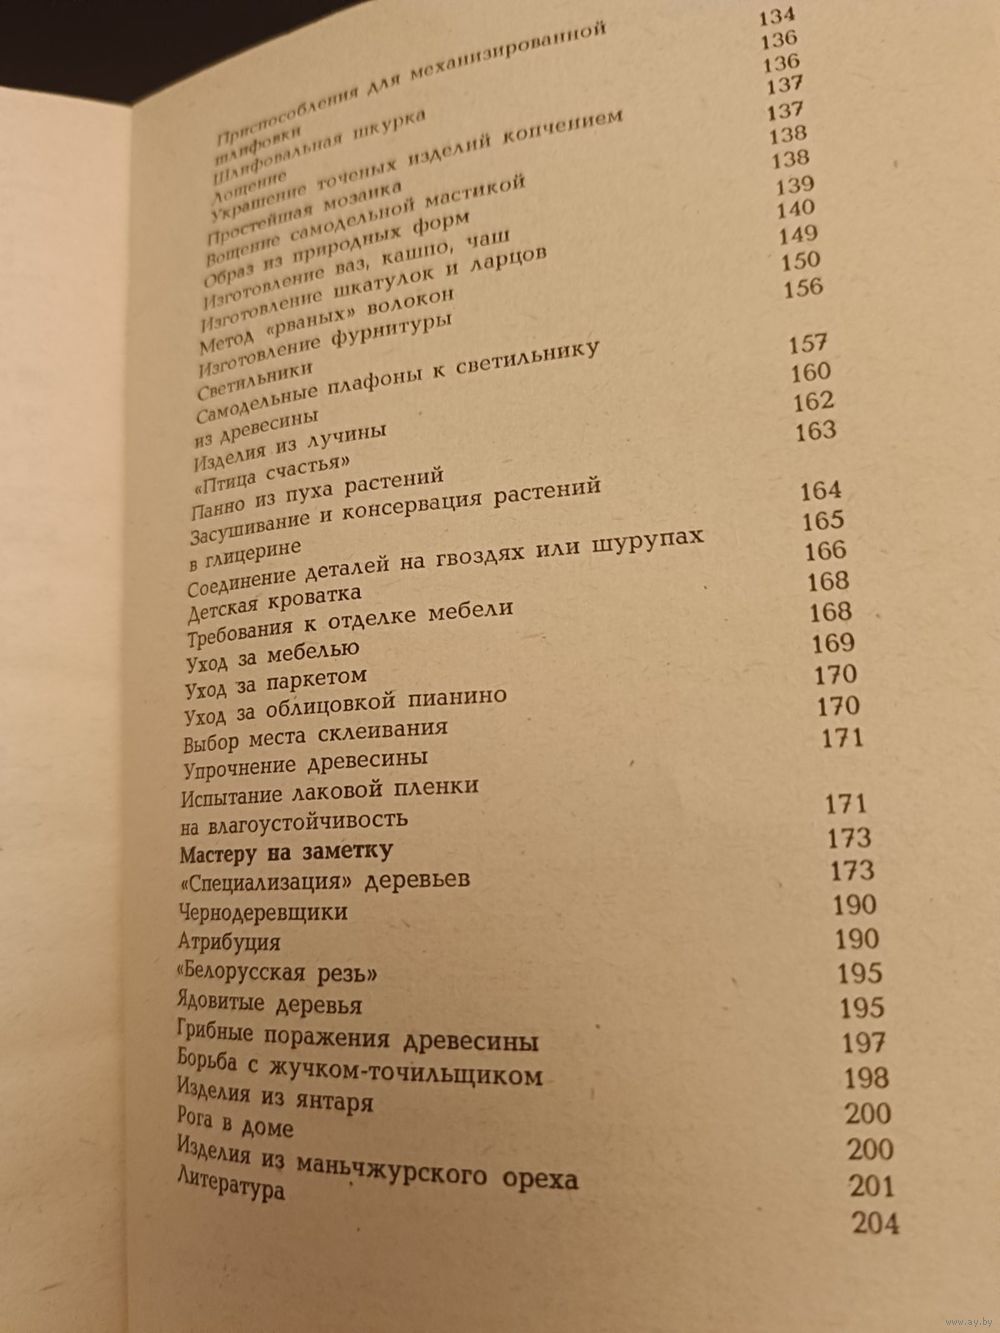 Приспособления для механизированной
шлифовки 134
Шлифовальная шкурка 136
Лощение 136
Украшение точеных изделий копчением 137
Простейшая мозаика 137
Вощение самодельной мастикой 138
Образ из природных форм 138
Изготовление ваз, кашпо, чаш 139
Изготовление шкатулок и ларцов 140
Метод «рваных» волокон 149
Изготовление фурнитуры 150
Светильники 156
Самодельные плафоны к светильнику
из древесины 157
Изделия из лучины 160
«Птица счастья» 162
Панно из пуха растений 163
Засушивание и консервация растений
в глицерине 164
Соединение деталей на гвоздях или шурупах 165
Детская кроватка 166
Требования к отделке мебели 168
Уход за мебелью 168
Уход за паркетом 169
Уход за облицовкой пианино 170
Выбор места склеивания 170
Упрочнение древесины 171
Испытание лаковой пленки
на влагоустойчивость 171
Мастеру на заметку 173
«Специализация» деревьев 173
Чернодеревщики 190
Атрибуция 190
«Белорусская резь» 195
Ядовитые деревья 195
Грибные поражения древесины 197
Борьба с жучком-точильщиком 198
Изделия из янтаря 200
Рога в доме 200
Изделия из маньчжурского ореха 201
Литература 204
www.ay.by